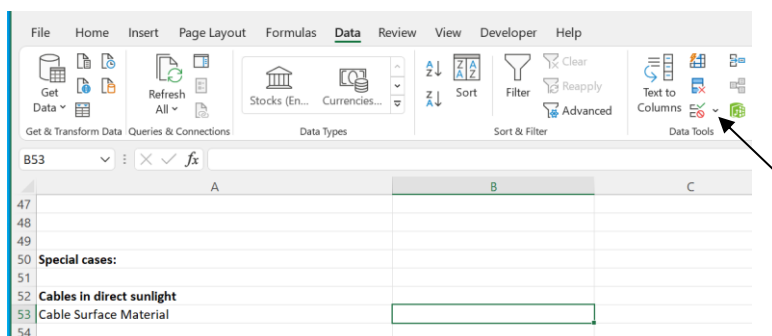 File Home Insert Page Layout Formulas Data Review View Developer Help
Get Data
Refresh All
Stocks (En... Currencies...
Z A
A Z
Sort
Filter
Clear
Reapply
Advanced
Text to Columns
Get & Transform Data Queries & Connections Data Types Sort & Filter Data Tools
B53 fx
A B C
47
48
49
50 Special cases:
51
52 Cables in direct sunlight
53 Cable Surface Material
54